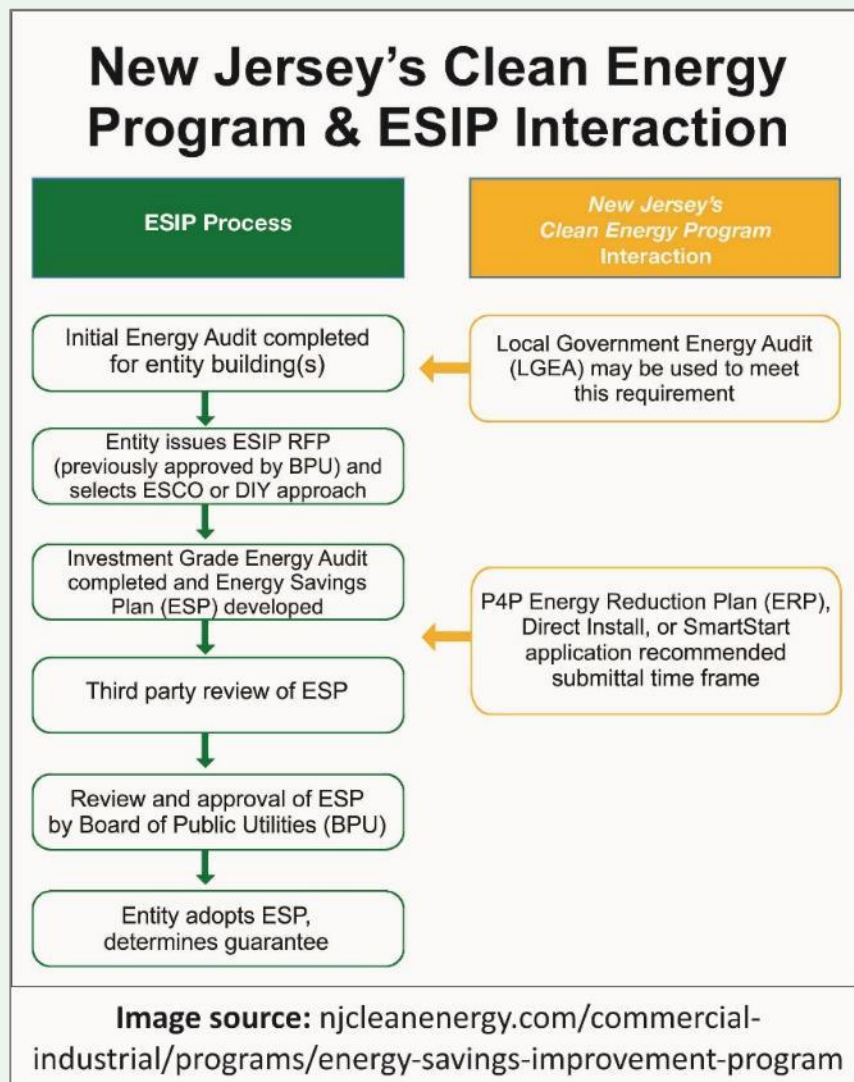 New Jersey's Clean Energy
Program & ESIP Interaction
ESIP Process
New Jersey's
Clean Energy Program
Interaction
Initial Energy Audit completed
for entity building(s)
Local Government Energy Audit
(LGEA) may be used to meet
this requirement
Entity issues ESIP RFP
(previously approved by BPU) and
selects ESCO or DIY approach
Investment Grade Energy Audit
completed and Energy Savings
Plan (ESP) developed
P4P Energy Reduction Plan (ERP),
Direct Install, or SmartStart
application recommended
submittal time frame
Third party review of ESP
Review and approval of ESP
by Board of Public Utilities (BPU)
Entity adopts ESP,
determines guarantee
Image source: njcleanenergy.com/commercial-
industrial/programs/energy-savings-improvement-program